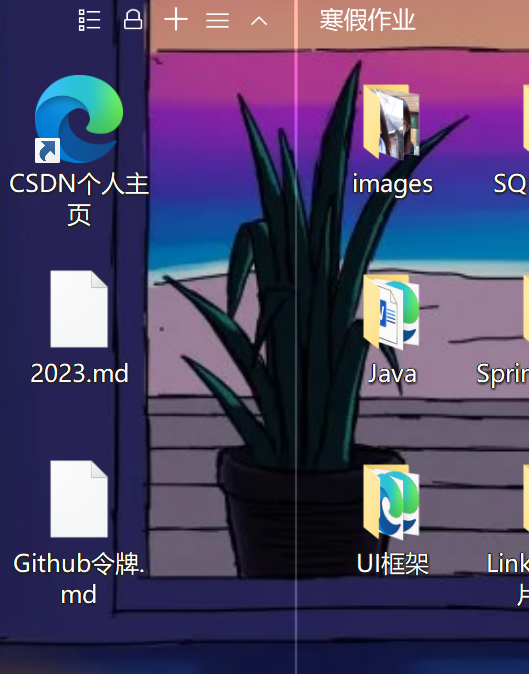 寒假作业
CSDN个人主
页
images
SQ
2023.md
Java
Sprin
Github令牌.
md
UI框架
Link
片